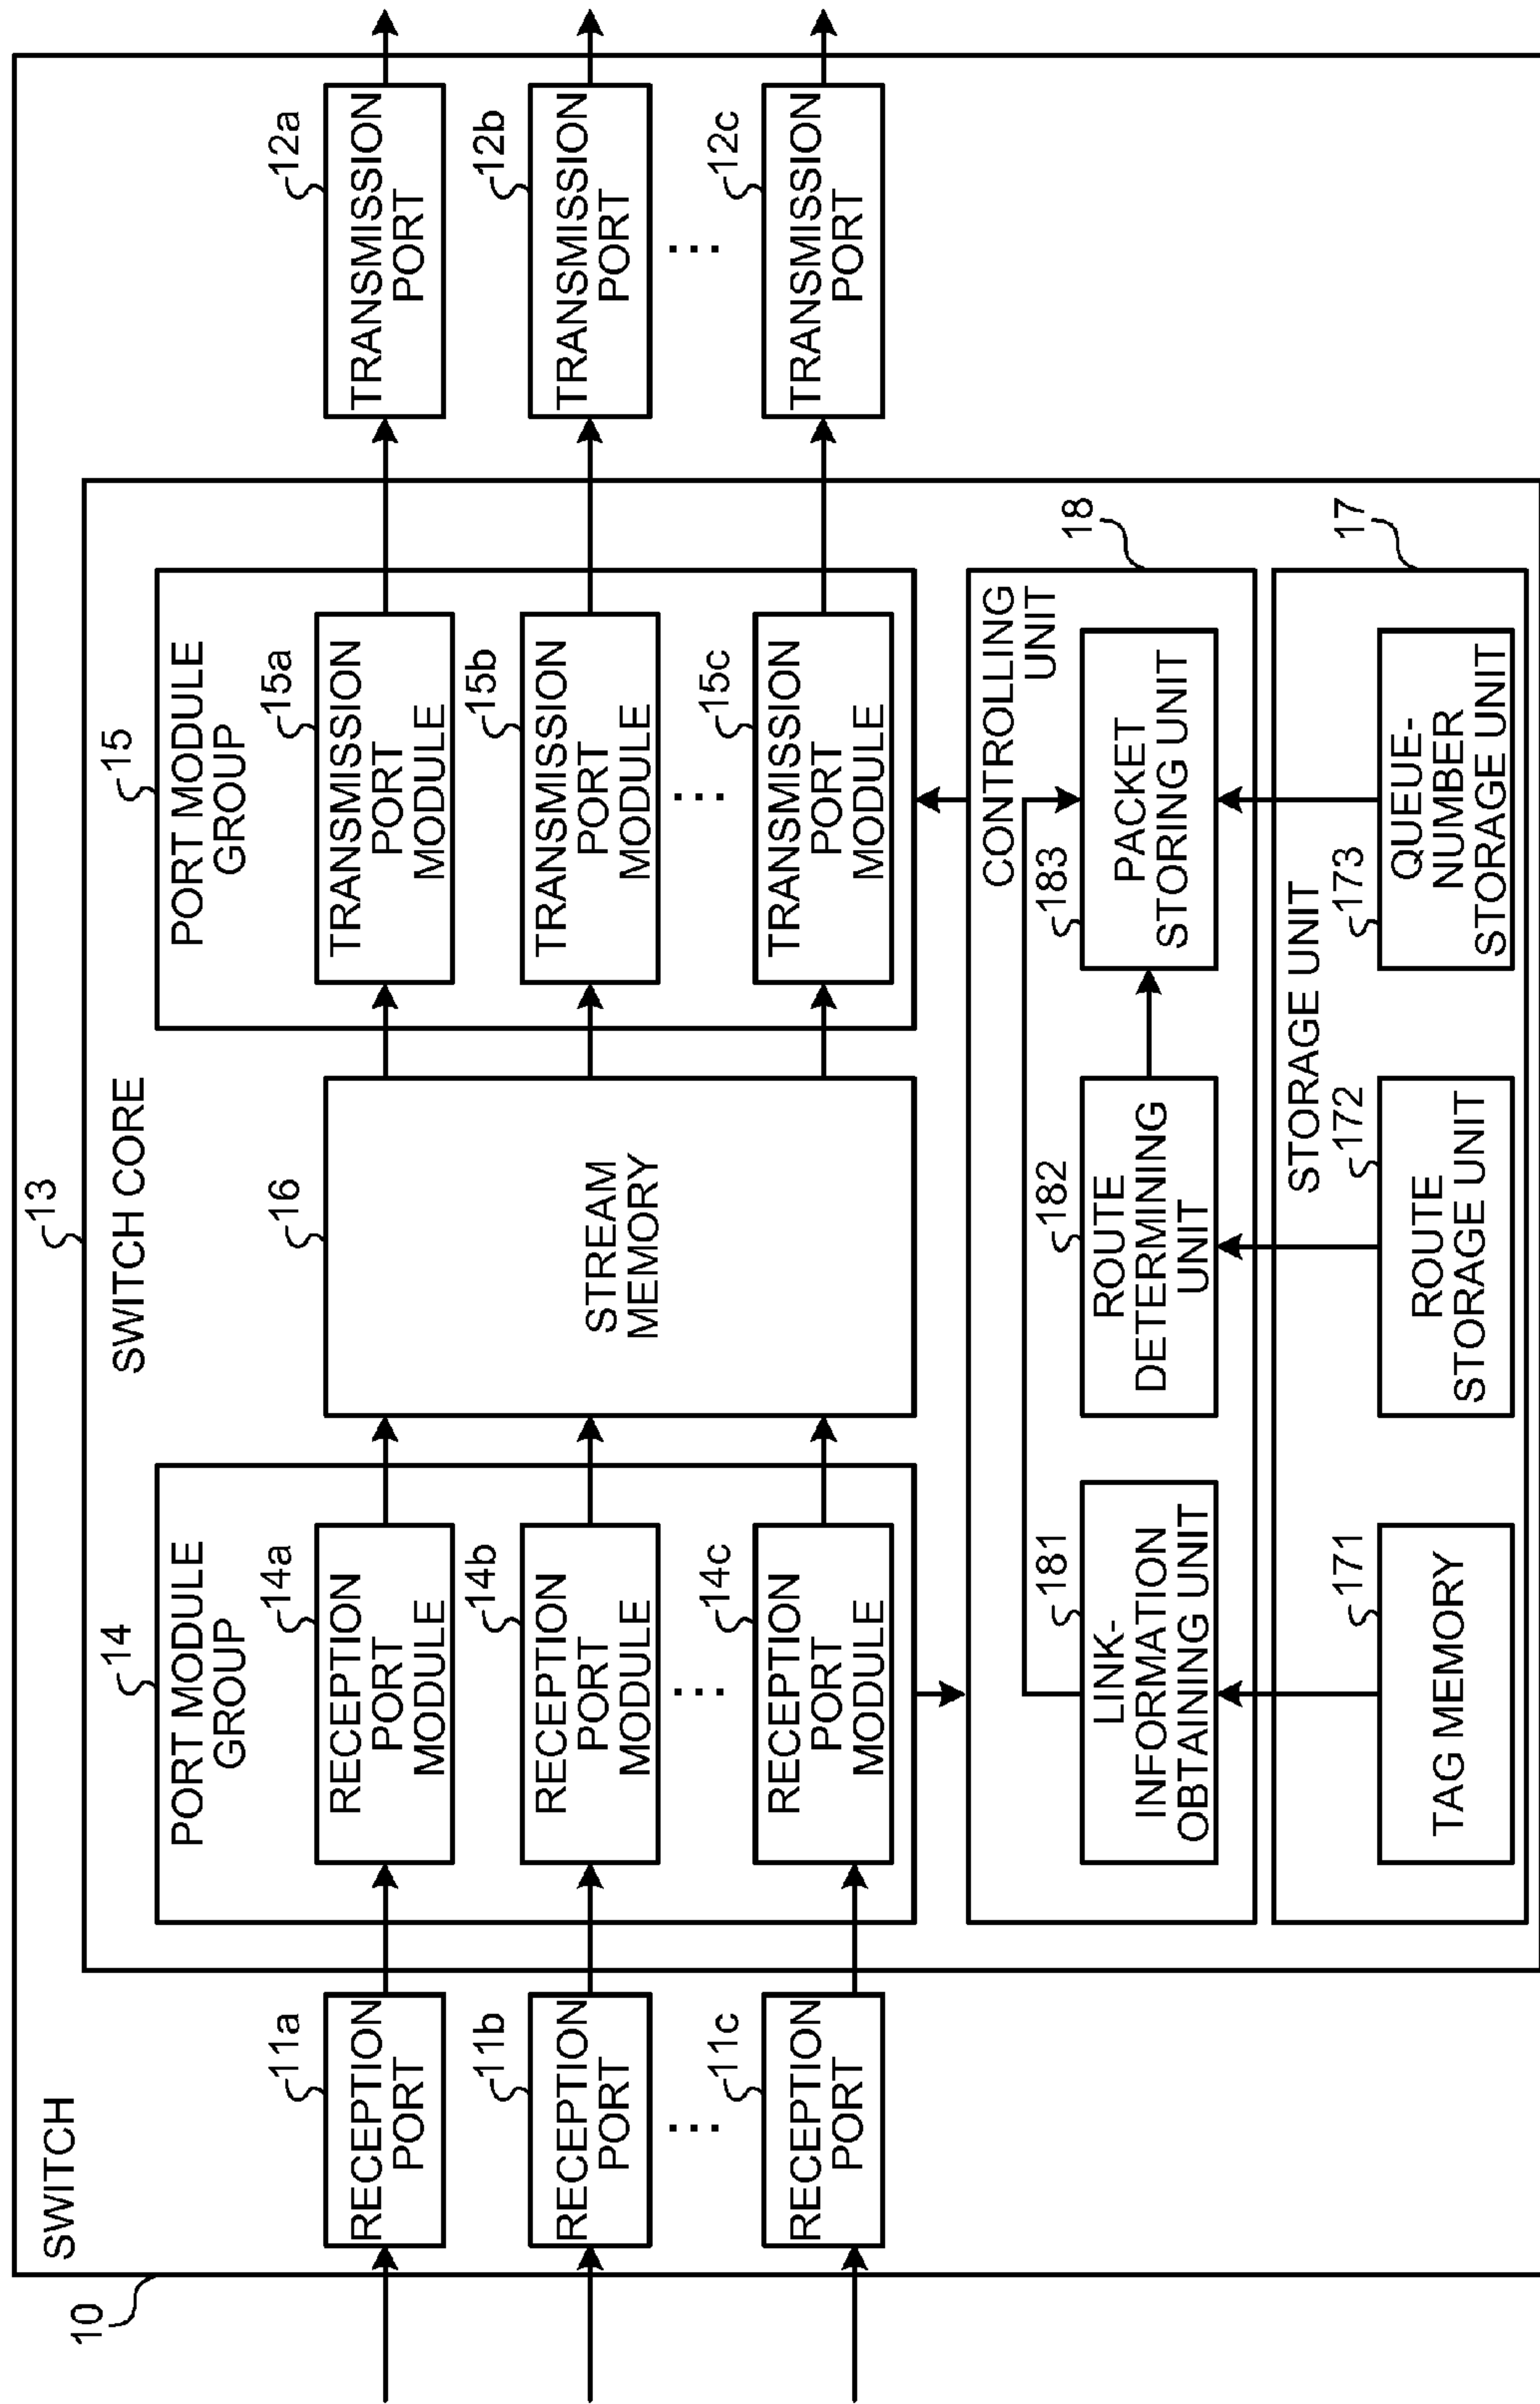 10
SWITCH
13
SWITCH CORE
11a
RECEPTION
PORT
11b
RECEPTION
PORT
...
11c
RECEPTION
PORT
14
PORT MODULE
GROUP
14a
RECEPTION
PORT
MODULE
14b
RECEPTION
PORT
MODULE
...
14c
RECEPTION
PORT
MODULE
16
STREAM
MEMORY
15
PORT MODULE
GROUP
15a
TRANSMISSION
PORT
MODULE
15b
TRANSMISSION
PORT
MODULE
...
15c
TRANSMISSION
PORT
MODULE
12a
TRANSMISSION
PORT
12b
TRANSMISSION
PORT
...
12c
TRANSMISSION
PORT
18
CONTROLLING
UNIT
181
LINK-
INFORMATION
OBTAINING UNIT
182
ROUTE
DETERMINING
UNIT
183
PACKET
STORING UNIT
17
STORAGE UNIT
171
TAG MEMORY
172
ROUTE
STORAGE UNIT
173
QUEUE-
NUMBER
STORAGE UNIT